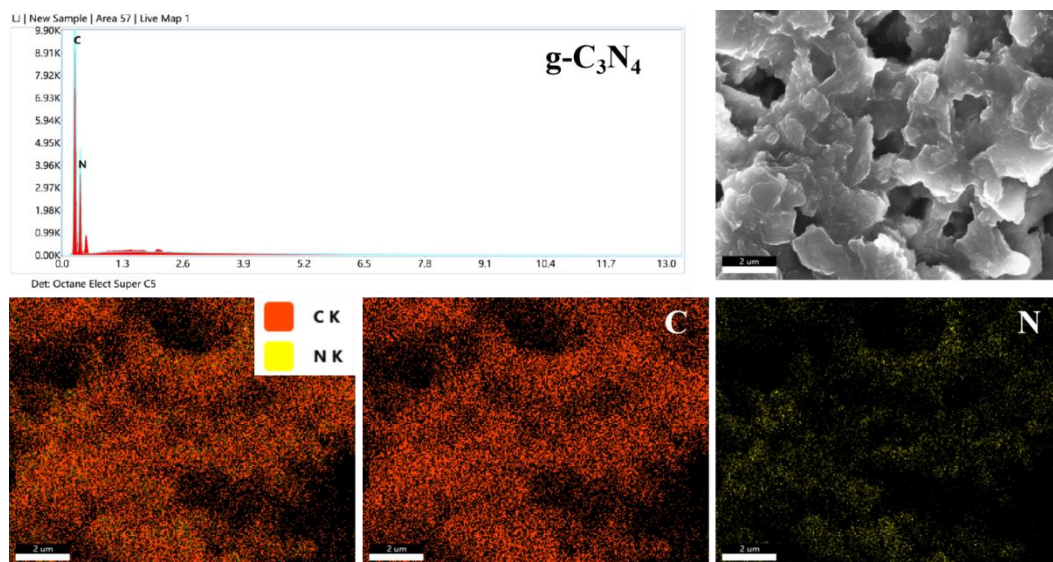 LJ | New Sample | Area 57 | Live Map 1
9.90K
8.91K
7.92K
6.93K
5.94K
4.95K
3.96K
2.97K
1.98K
0.99K
0.00K
C
N
g-C₃N₄
0.0 1.3 2.6 3.9 5.2 6.5 7.8 9.1 10.4 11.7 13.0
Det: Octane Elect Super C5
2 um
C K
N K
2 um
C
2 um
N
2 um